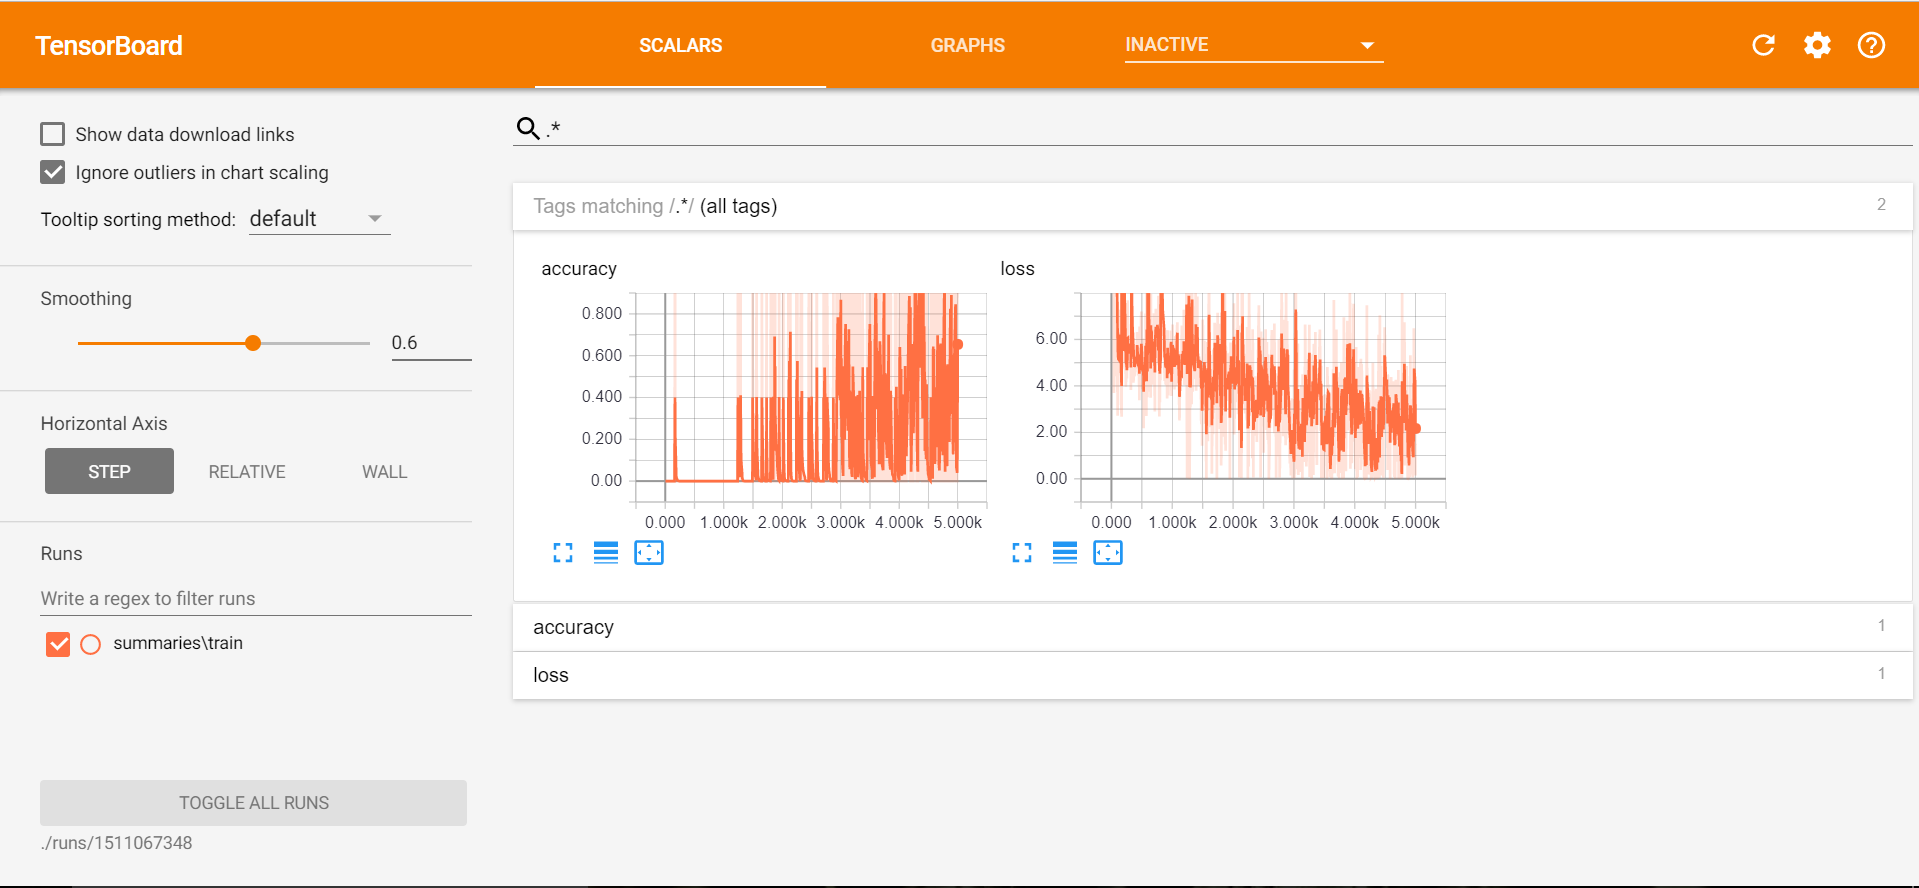 TensorBoard SCALARS GRAPHS INACTIVE
Show data download links
Ignore outliers in chart scaling
Tooltip sorting method: default
Smoothing
0.6
Horizontal Axis
STEP RELATIVE WALL
Runs
Write a regex to filter runs
summaries\train
TOGGLE ALL RUNS
./runs/1511067348
.*
Tags matching /.*/ (all tags) 2
accuracy
0.800
0.600
0.400
0.200
0.00
0.000 1.000k 2.000k 3.000k 4.000k 5.000k
loss
6.00
4.00
2.00
0.00
0.000 1.000k 2.000k 3.000k 4.000k 5.000k
accuracy 1
loss 1